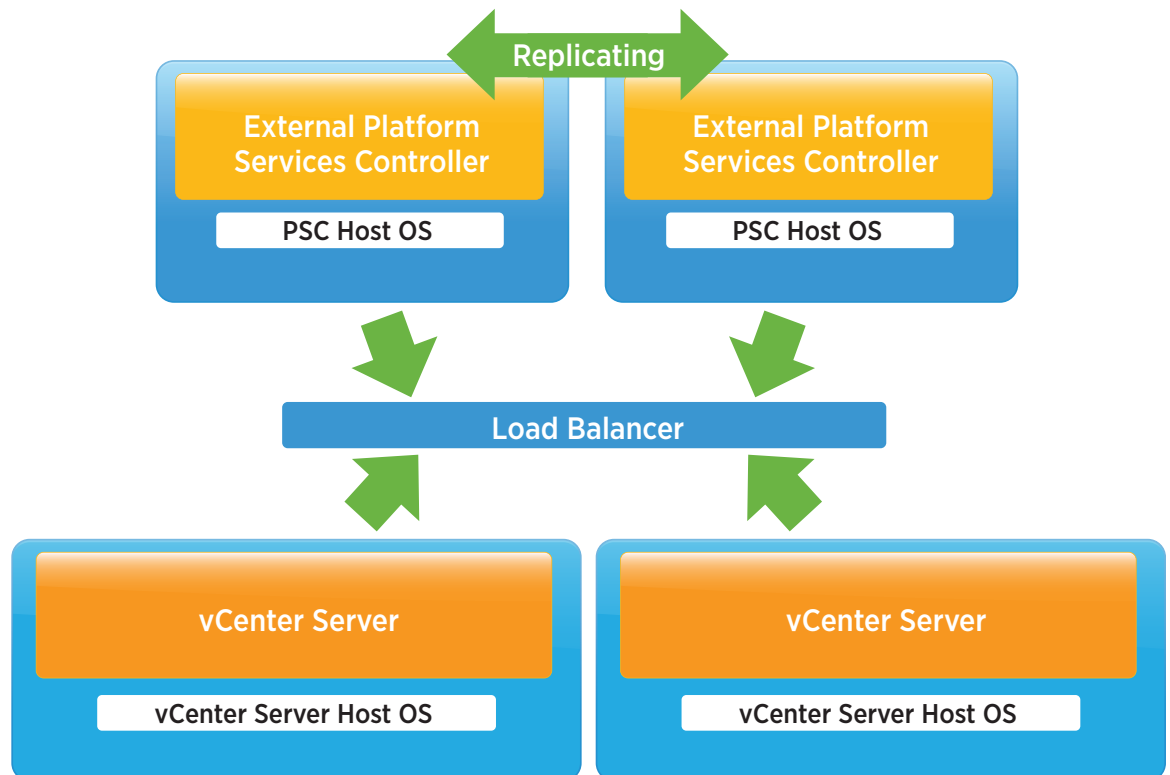 Replicating
External Platform
Services Controller
PSC Host OS
External Platform
Services Controller
PSC Host OS
Load Balancer
vCenter Server
vCenter Server Host OS
vCenter Server
vCenter Server Host OS